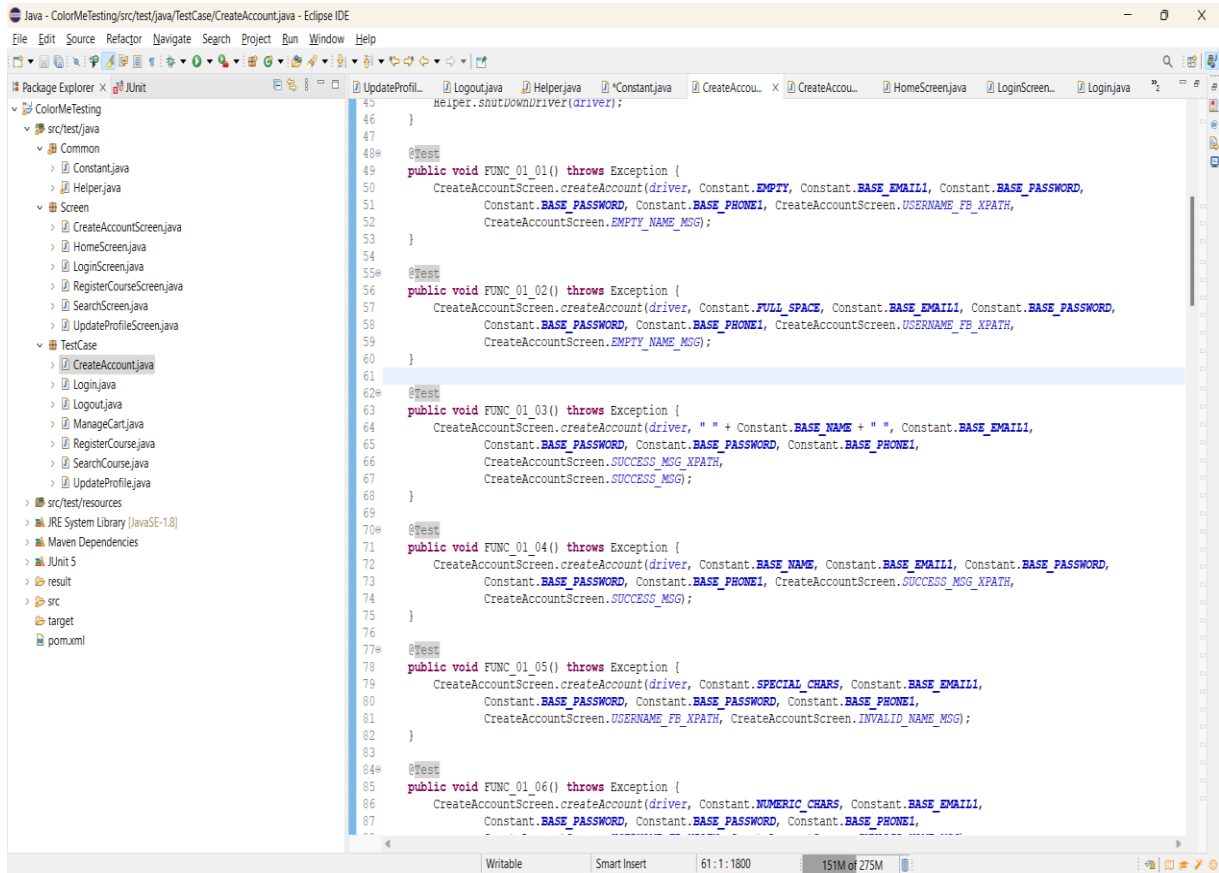 Java - ColorMeTesting/src/test/java/TestCase/CreateAccount.java - Eclipse IDE
File Edit Source Refactor Navigate Search Project Run Window Help
Package Explorer × JUnit
UpdateProfil... Logout.java Helper.java *Constant.java CreateAccou... × CreateAccou... HomeScreen.java LoginScreen... Login.java »2
ColorMeTesting
src/test/java
Common
Constant.java
Helper.java
Screen
CreateAccountScreen.java
HomeScreen.java
LoginScreen.java
RegisterCourseScreen.java
SearchScreen.java
UpdateProfileScreen.java
TestCase
CreateAccount.java
Login.java
Logout.java
ManageCart.java
RegisterCourse.java
SearchCourse.java
UpdateProfile.java
src/test/resources
JRE System Library [JavaSE-1.8]
Maven Dependencies
JUnit 5
result
src
target
pom.xml
45 Helper.shutDownDriver(driver);
46 }
47
48 @Test
49 public void FUNC_01_01() throws Exception {
50 CreateAccountScreen.createAccount(driver, Constant.EMPTY, Constant.BASE_EMAIL1, Constant.BASE_PASSWORD,
51 Constant.BASE_PASSWORD, Constant.BASE_PHONE1, CreateAccountScreen.USERNAME_FB_XPATH,
52 CreateAccountScreen.EMPTY_NAME_MSG);
53 }
54
55 @Test
56 public void FUNC_01_02() throws Exception {
57 CreateAccountScreen.createAccount(driver, Constant.FULL_SPACE, Constant.BASE_EMAIL1, Constant.BASE_PASSWORD,
58 Constant.BASE_PASSWORD, Constant.BASE_PHONE1, CreateAccountScreen.USERNAME_FB_XPATH,
59 CreateAccountScreen.EMPTY_NAME_MSG);
60 }
61
62 @Test
63 public void FUNC_01_03() throws Exception {
64 CreateAccountScreen.createAccount(driver, " " + Constant.BASE_NAME + " ", Constant.BASE_EMAIL1,
65 Constant.BASE_PASSWORD, Constant.BASE_PASSWORD, Constant.BASE_PHONE1,
66 CreateAccountScreen.SUCCESS_MSG_XPATH,
67 CreateAccountScreen.SUCCESS_MSG);
68 }
69
70 @Test
71 public void FUNC_01_04() throws Exception {
72 CreateAccountScreen.createAccount(driver, Constant.BASE_NAME, Constant.BASE_EMAIL1, Constant.BASE_PASSWORD,
73 Constant.BASE_PASSWORD, Constant.BASE_PHONE1, CreateAccountScreen.SUCCESS_MSG_XPATH,
74 CreateAccountScreen.SUCCESS_MSG);
75 }
76
77 @Test
78 public void FUNC_01_05() throws Exception {
79 CreateAccountScreen.createAccount(driver, Constant.SPECIAL_CHARS, Constant.BASE_EMAIL1,
80 Constant.BASE_PASSWORD, Constant.BASE_PASSWORD, Constant.BASE_PHONE1,
81 CreateAccountScreen.USERNAME_FB_XPATH, CreateAccountScreen.INVALID_NAME_MSG);
82 }
83
84 @Test
85 public void FUNC_01_06() throws Exception {
86 CreateAccountScreen.createAccount(driver, Constant.NUMERIC_CHARS, Constant.BASE_EMAIL1,
87 Constant.BASE_PASSWORD, Constant.BASE_PASSWORD, Constant.BASE_PHONE1,
Writable Smart Insert 61 : 1 : 1800 151M of 275M